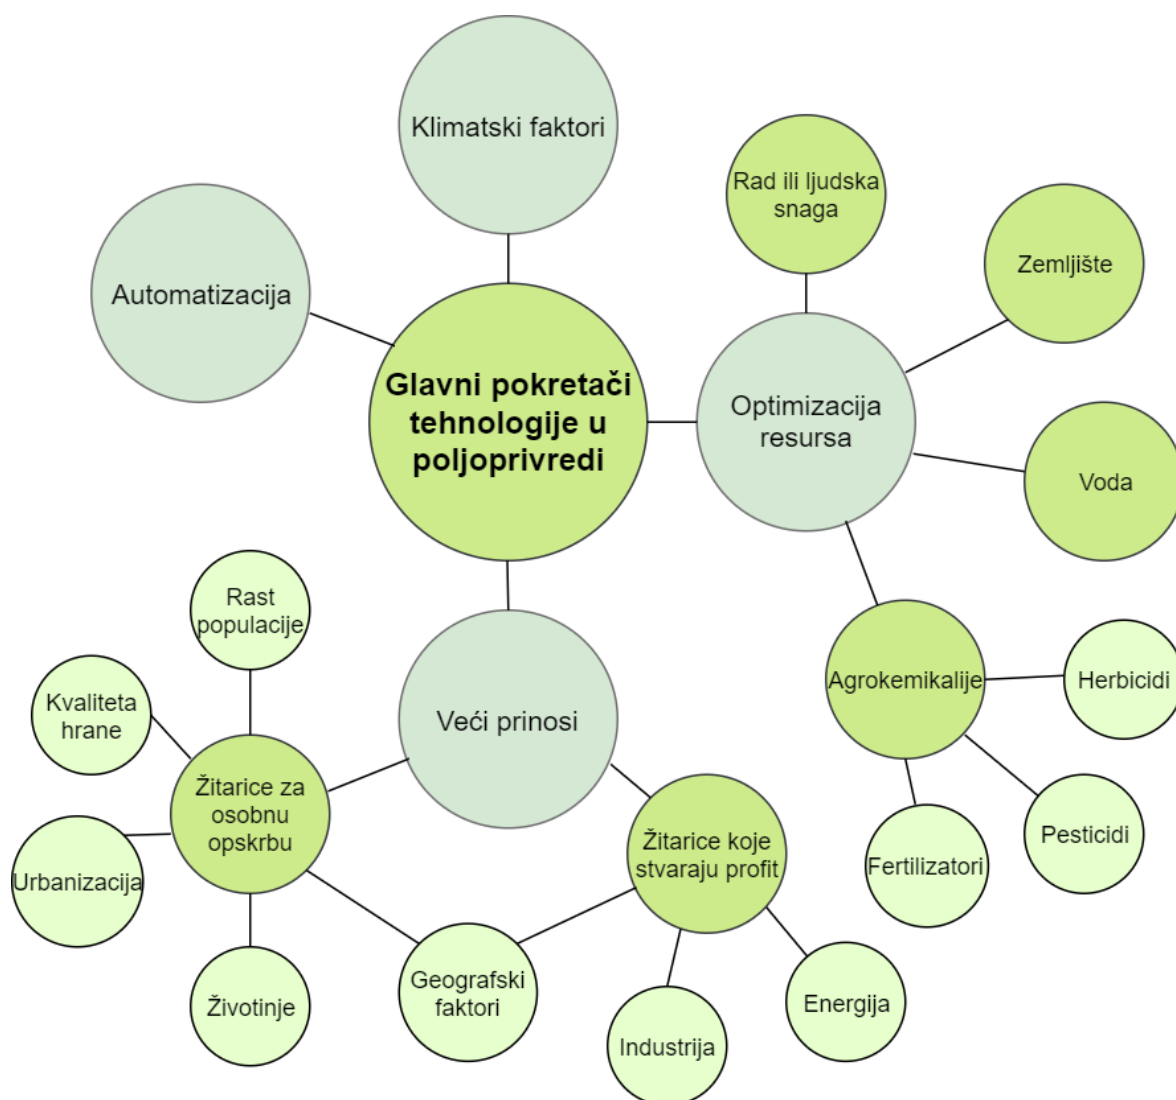 Klimatski faktori
Rad ili ljudska
snaga
Zemljište
Automatizacija
Glavni pokretači
tehnologije u
poljoprivredi
Optimizacija
resursa
Voda
Rast
populacije
Kvaliteta
hrane
Veći prinosi
Agrokemikalije
Herbicidi
Žitarice za
osobnu
opskrbu
Žitarice koje
stvaraju profit
Pesticidi
Fertilizatori
Urbanizacija
Životinje
Geografski
faktori
Industrija
Energija